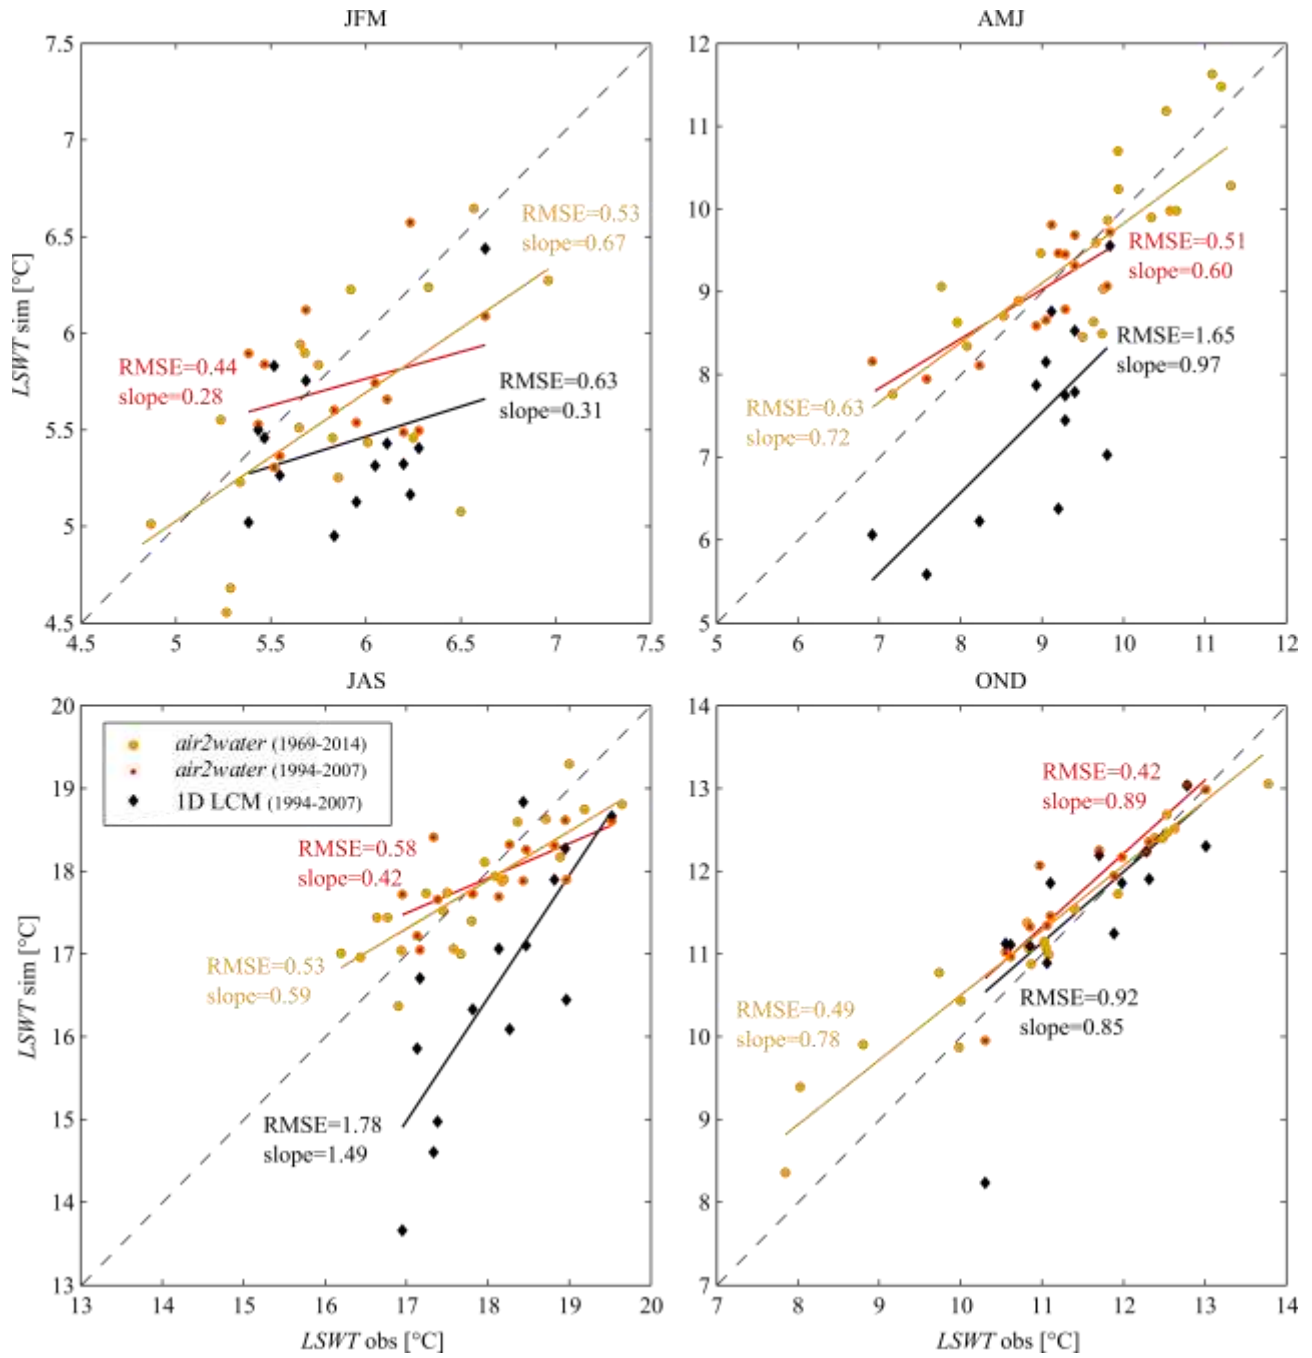 JFM
7.5
7
6.5
6
5.5
5
4.5
4.5 5 5.5 6 6.5 7 7.5
LSWT sim [°C]
RMSE=0.53
slope=0.67
RMSE=0.44
slope=0.28
RMSE=0.63
slope=0.31
AMJ
12
11
10
9
8
7
6
5
5 6 7 8 9 10 11 12
RMSE=0.51
slope=0.60
RMSE=1.65
slope=0.97
RMSE=0.63
slope=0.72
JAS
20
19
18
17
16
15
14
13
13 14 15 16 17 18 19 20
LSWT sim [°C]
LSWT obs [°C]
air2water (1969-2014)
air2water (1994-2007)
1D LCM (1994-2007)
RMSE=0.58
slope=0.42
RMSE=0.53
slope=0.59
RMSE=1.78
slope=1.49
OND
14
13
12
11
10
9
8
7
7 8 9 10 11 12 13 14
LSWT obs [°C]
RMSE=0.42
slope=0.89
RMSE=0.49
slope=0.78
RMSE=0.92
slope=0.85